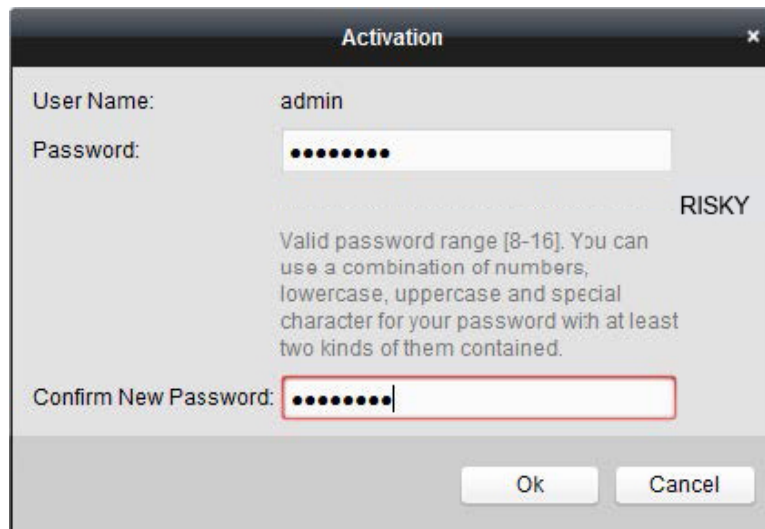 Activation ×
User Name: admin
Password: ••••••••
RISKY
Valid password range [8-16]. You can
use a combination of numbers,
lowercase, uppercase and special
character for your password with at least
two kinds of them contained.
Confirm New Password: ••••••••
Ok Cancel